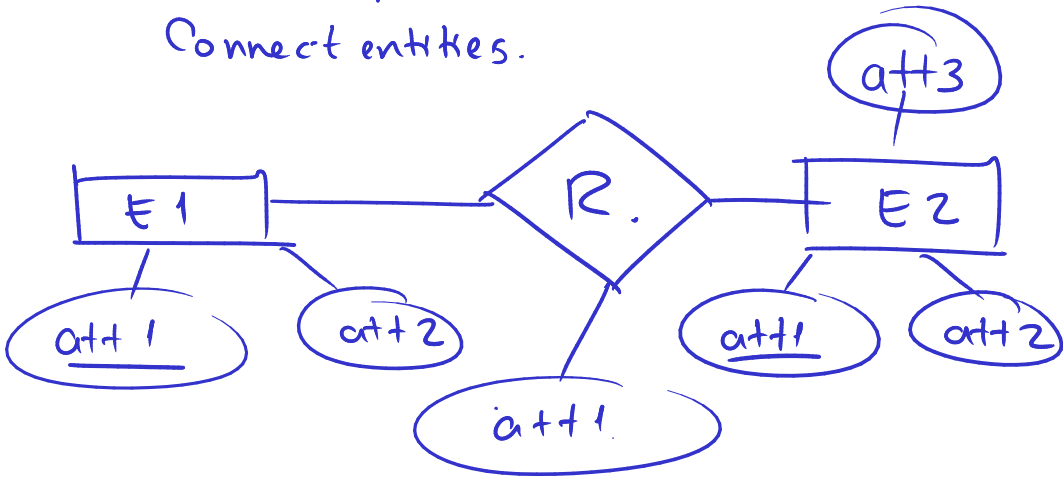 Connect entities.
att3
E1
R.
E2
att1
att2
att1
att2
att1.